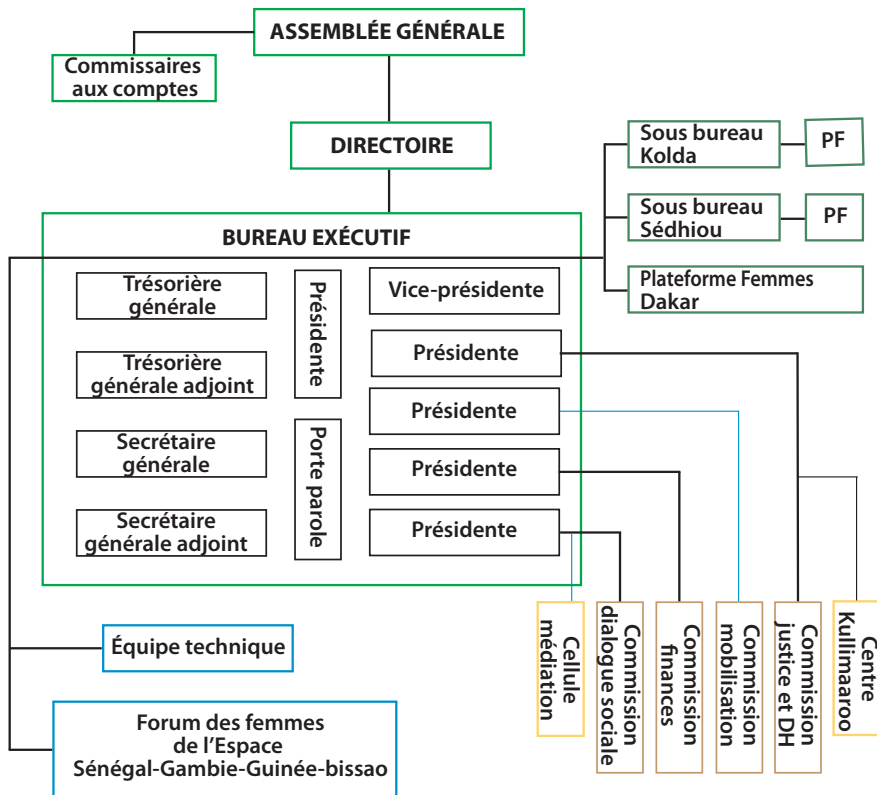 ASSEMBLÉE GÉNÉRALE
Commissaires
aux comptes
DIRECTOIRE
Sous bureau
Kolda
PF
Sous bureau
Sédhiou
PF
Plateforme Femmes
Dakar
BUREAU EXÉCUTIF
Trésorière
générale
Trésorière
générale adjoint
Secrétaire
générale
Secrétaire
générale adjoint
Présidente
Porte parole
Vice-présidente
Présidente
Présidente
Présidente
Présidente
Équipe technique
Forum des femmes
de l’Espace
Sénégal-Gambie-Guinée-bissao
Cellule
médiation
Commission
dialogue sociale
Commission
finances
Commission
mobilisation
Commission
justice et DH
Centre
Kullimaaroo